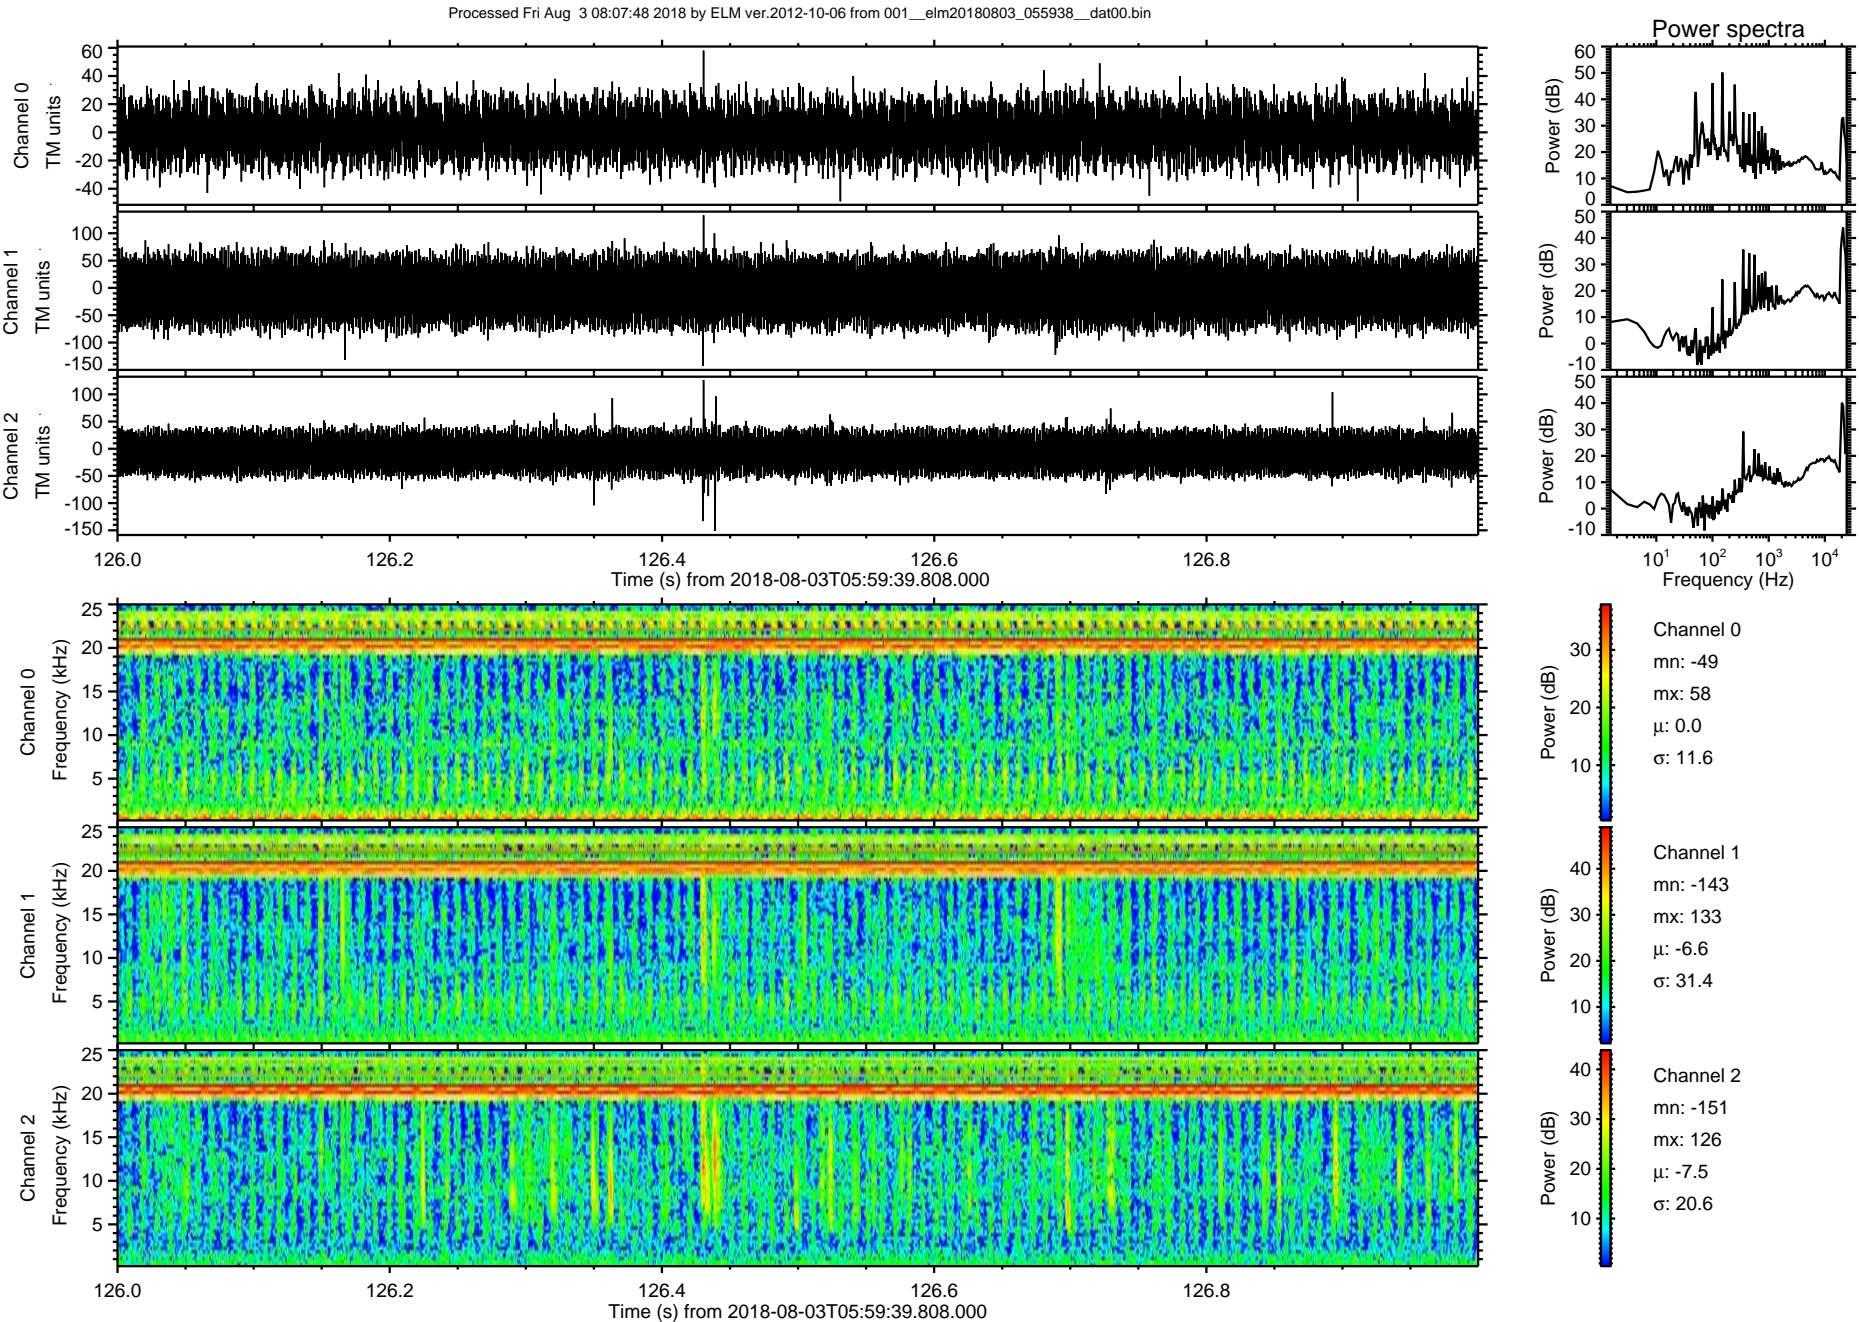 Processed Fri Aug 3 08:07:48 2018 by ELM ver.2012-10-06 from 001__elm20180803_055938__dat00.bin
Power spectra
Channel 0
TM units
60
40
20
0
-20
-40
Power (dB)
60
50
40
30
20
10
0
Channel 1
TM units
100
50
0
-50
-100
-150
Power (dB)
50
40
30
20
10
0
-10
Channel 2
TM units
100
50
0
-50
-100
-150
Power (dB)
50
40
30
20
10
0
-10
126.0 126.2 126.4 126.6 126.8
Time (s) from 2018-08-03T05:59:39.808.000
10^1 10^2 10^3 10^4
Frequency (Hz)
Channel 0
Frequency (kHz)
25
20
15
10
5
Power (dB)
30
20
10
Channel 0
mn: -49
mx: 58
μ: 0.0
σ: 11.6
Channel 1
Frequency (kHz)
25
20
15
10
5
Power (dB)
40
30
20
10
Channel 1
mn: -143
mx: 133
μ: -6.6
σ: 31.4
Channel 2
Frequency (kHz)
25
20
15
10
5
Power (dB)
40
30
20
10
Channel 2
mn: -151
mx: 126
μ: -7.5
σ: 20.6
126.0 126.2 126.4 126.6 126.8
Time (s) from 2018-08-03T05:59:39.808.000